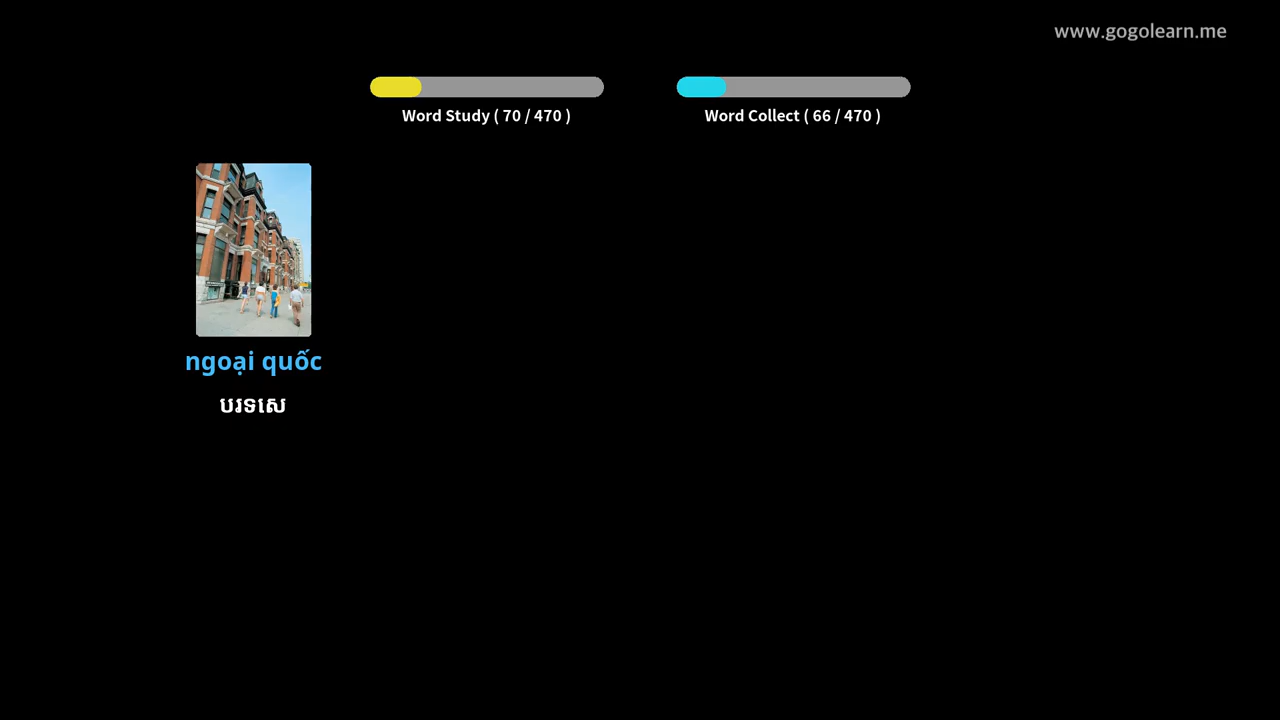 www.gogolearn.me
Word Study ( 70 / 470 )
Word Collect ( 66 / 470 )
ngoại quốc
បរទសេ